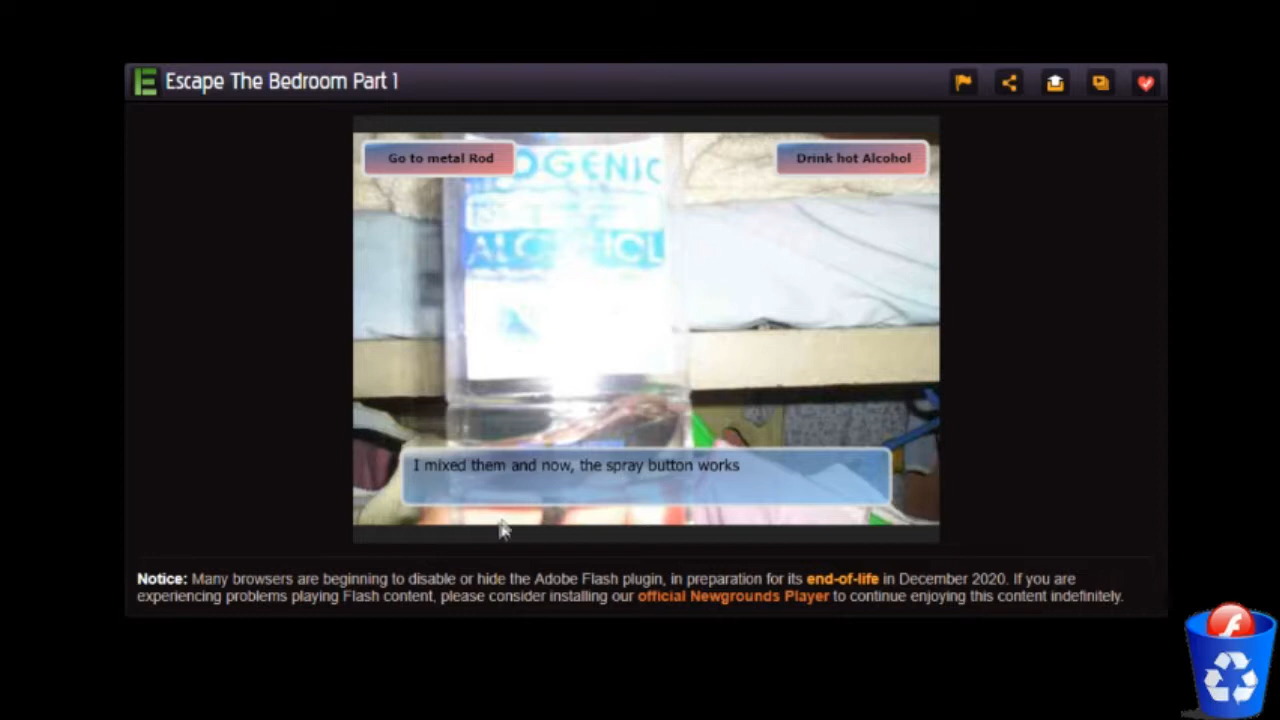 Escape The Bedroom Part 1
Go to metal Rod
Drink hot Alcohol
OGENIC
ALCOHOL
I mixed them and now, the spray button works
Notice: Many browsers are beginning to disable or hide the Adobe Flash plugin, in preparation for its end-of-life in December 2020. If you are
experiencing problems playing Flash content, please consider installing our official Newgrounds Player to continue enjoying this content indefinitely.